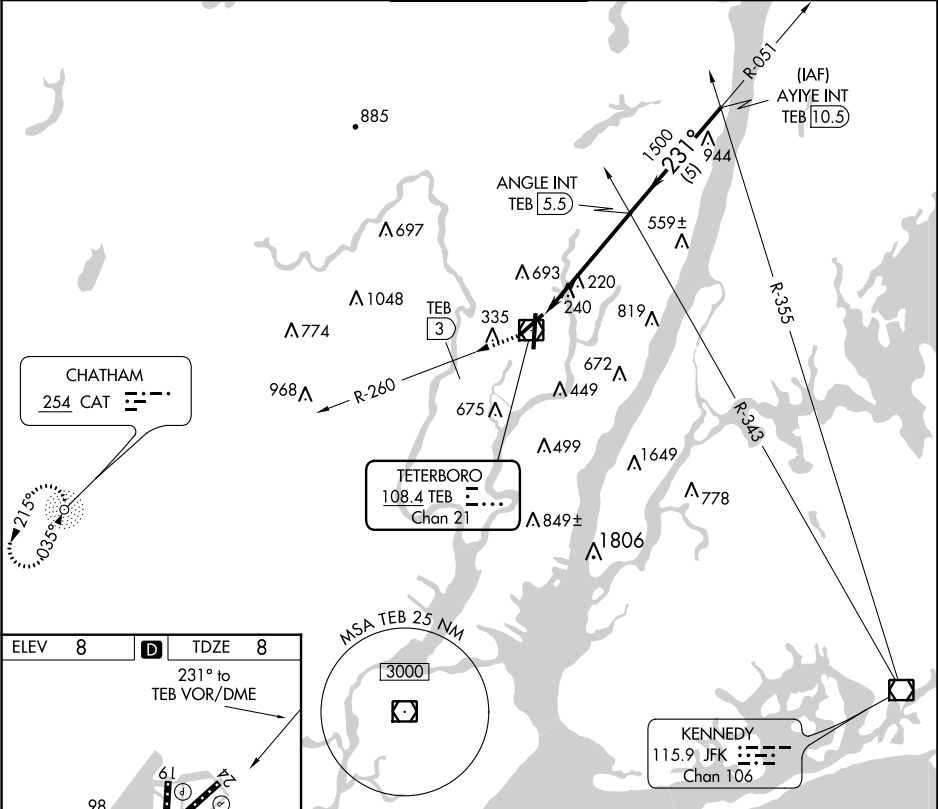 R-051
(IAF)
AYIYE INT
TEB 10.5
885
1500
231°
(5)
944
ANGLE INT
TEB 5.5
559±
697
693
220
240
1048
TEB
3
335
819
774
R-355
CHATHAM
254 CAT
968
R-260
672
449
675
R-343
499
1649
TETERBORO
108.4 TEB
Chan 21
778
215°
035°
849±
1806
MSA TEB 25 NM
3000
ELEV 8 D TDZE 8
231° to
TEB VOR/DME
KENNEDY
115.9 JFK
Chan 106
19
24
P
P
98